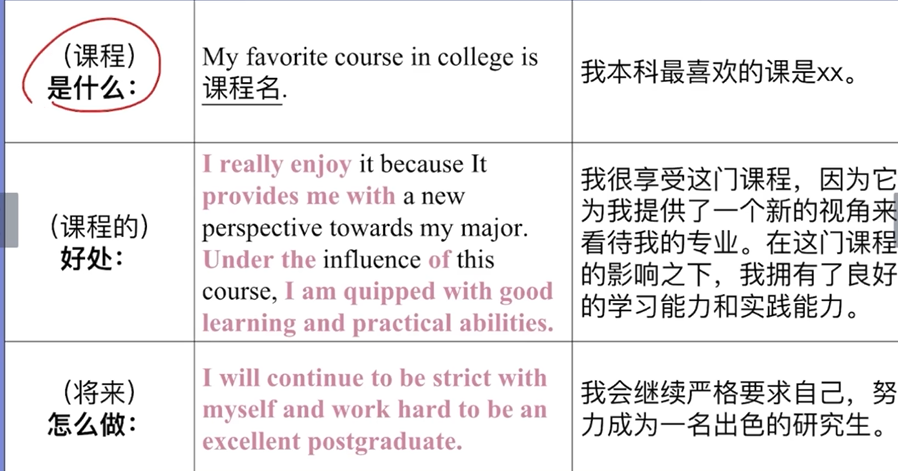 （课程）
是什么：
My favorite course in college is
课程名.
我本科最喜欢的课是xx。
（课程的）
好处：
I really enjoy it because It
provides me with a new
perspective towards my major.
Under the influence of this
course, I am quipped with good
learning and practical abilities.
我很享受这门课程，因为它
为我提供了一个新的视角来
看待我的专业。在这门课程
的影响之下，我拥有了良好
的学习能力和实践能力。
（将来）
怎么做：
I will continue to be strict with
myself and work hard to be an
excellent postgraduate.
我会继续严格要求自己，努
力成为一名出色的研究生。